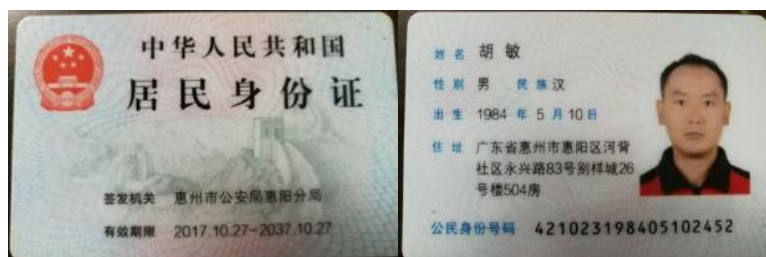 中华人民共和国
居民身份证
签发机关 惠州市公安局惠阳分局
有效期限 2017.10.27-2037.10.27
姓名 胡敏
性别 男 民族 汉
出生 1984 年 5 月 10 日
住址 广东省惠州市惠阳区河背
社区永兴路83号别样城26
号楼504房
公民身份号码 421023198405102452